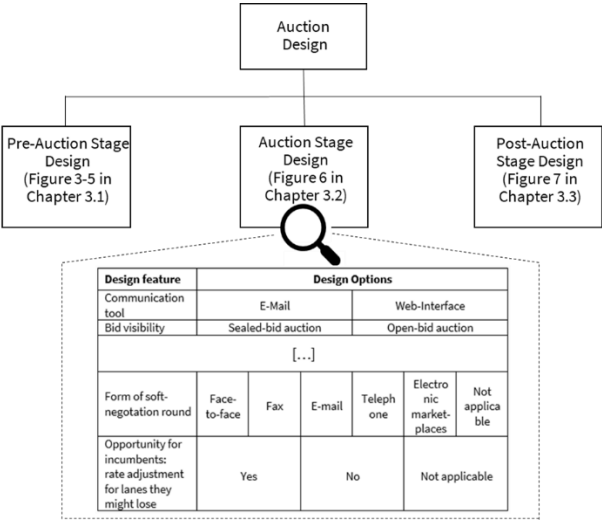 Auction
Design
Pre-Auction Stage
Design
(Figure 3-5 in
Chapter 3.1)
Auction Stage
Design
(Figure 6 in
Chapter 3.2)
Post-Auction
Stage Design
(Figure 7 in
Chapter 3.3)
Design feature
Design Options
Communication
tool
E-Mail
Web-Interface
Bid visibility
Sealed-bid auction
Open-bid auction
[...]
Form of soft-
negotation round
Face-
to-face
Fax
E-mail
Teleph
one
Electro
nic
market-
places
Not
applica
ble
Opportunity for
incumbents:
rate adjustment
for lanes they
might lose
Yes
No
Not applicable